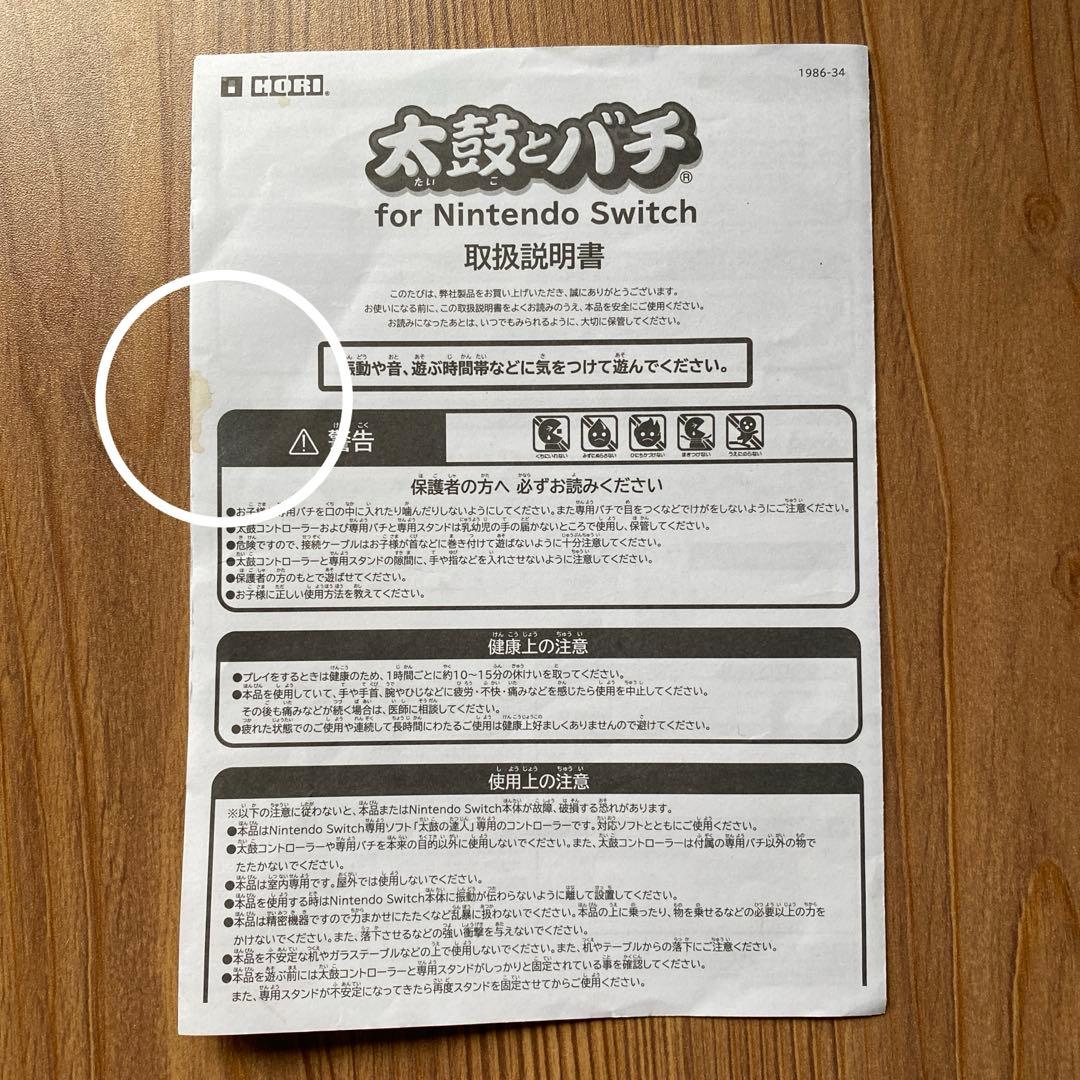 HORI®
1986-34
太鼓とバチ®
たい こ
for Nintendo Switch
取扱説明書
このたびは、弊社製品をお買い上げいただき、誠にありがとうございます。
お使いになる前に、この取扱説明書をよくお読みのうえ、本品を安全にご使用ください。
お読みになったあとは、いつでもみられるように、大切に保管してください。
振動や音、遊ぶ時間帯などに気をつけて遊んでください。
警告
くちにいれない みずにぬらさない ひにちかづけない まきつけない うえにのらない
保護者の方へ 必ずお読みください
●お子様が専用バチを口の中に入れたり噛んだりしないようにしてください。また専用バチで目をつくなどでけがをしないようにご注意ください。
●太鼓コントローラーおよび専用バチと専用スタンドは乳幼児の手の届かないところで使用し、保管してください。
●危険ですので、接続ケーブルはお子様が首などに巻き付けて遊ばないように十分注意してください。
●太鼓コントローラーと専用スタンドの隙間に、手や指などを入れさせないように注意してください。
●保護者の方のもとで遊ばせてください。
●お子様に正しい使用方法を教えてください。
健康上の注意
●プレイをするときは健康のため、1時間ごとに約10～15分の休けいを取ってください。
●本品を使用していて、手や手首、腕やひじなどに疲労・不快・痛みなどを感じたら使用を中止してください。
その後も痛みなどが続く場合は、医師に相談してください。
●疲れた状態でのご使用や連続して長時間にわたるご使用は健康上好ましくありませんので避けてください。
使用上の注意
※以下の注意に従わないと、本品またはNintendo Switch本体が故障、破損する恐れがあります。
●本品はNintendo Switch専用ソフト「太鼓の達人」専用のコントローラーです。対応ソフトとともにご使用ください。
●太鼓コントローラーや専用バチを本来の目的以外に使用しないでください。また、太鼓コントローラーは付属の専用バチ以外の物で
たたかないでください。
●本品は室内専用です。屋外では使用しないでください。
●本品を使用する時はNintendo Switch本体に振動が伝わらないように離して設置してください。
●本品は精密機器ですので力まかせにたたくなど乱暴に扱わないでください。本品の上に乗ったり、物を乗せるなどの必要以上の力を
かけないでください。また、落下させるなどの強い衝撃を与えないでください。
●本品を不安定な机やガラステーブルなどの上で使用しないでください。また、机やテーブルからの落下にご注意ください。
●本品を遊ぶ前には太鼓コントローラーと専用スタンドがしっかりと固定されている事を確認してください。
また、専用スタンドが不安定になってきたら再度スタンドを固定させてからご使用ください。